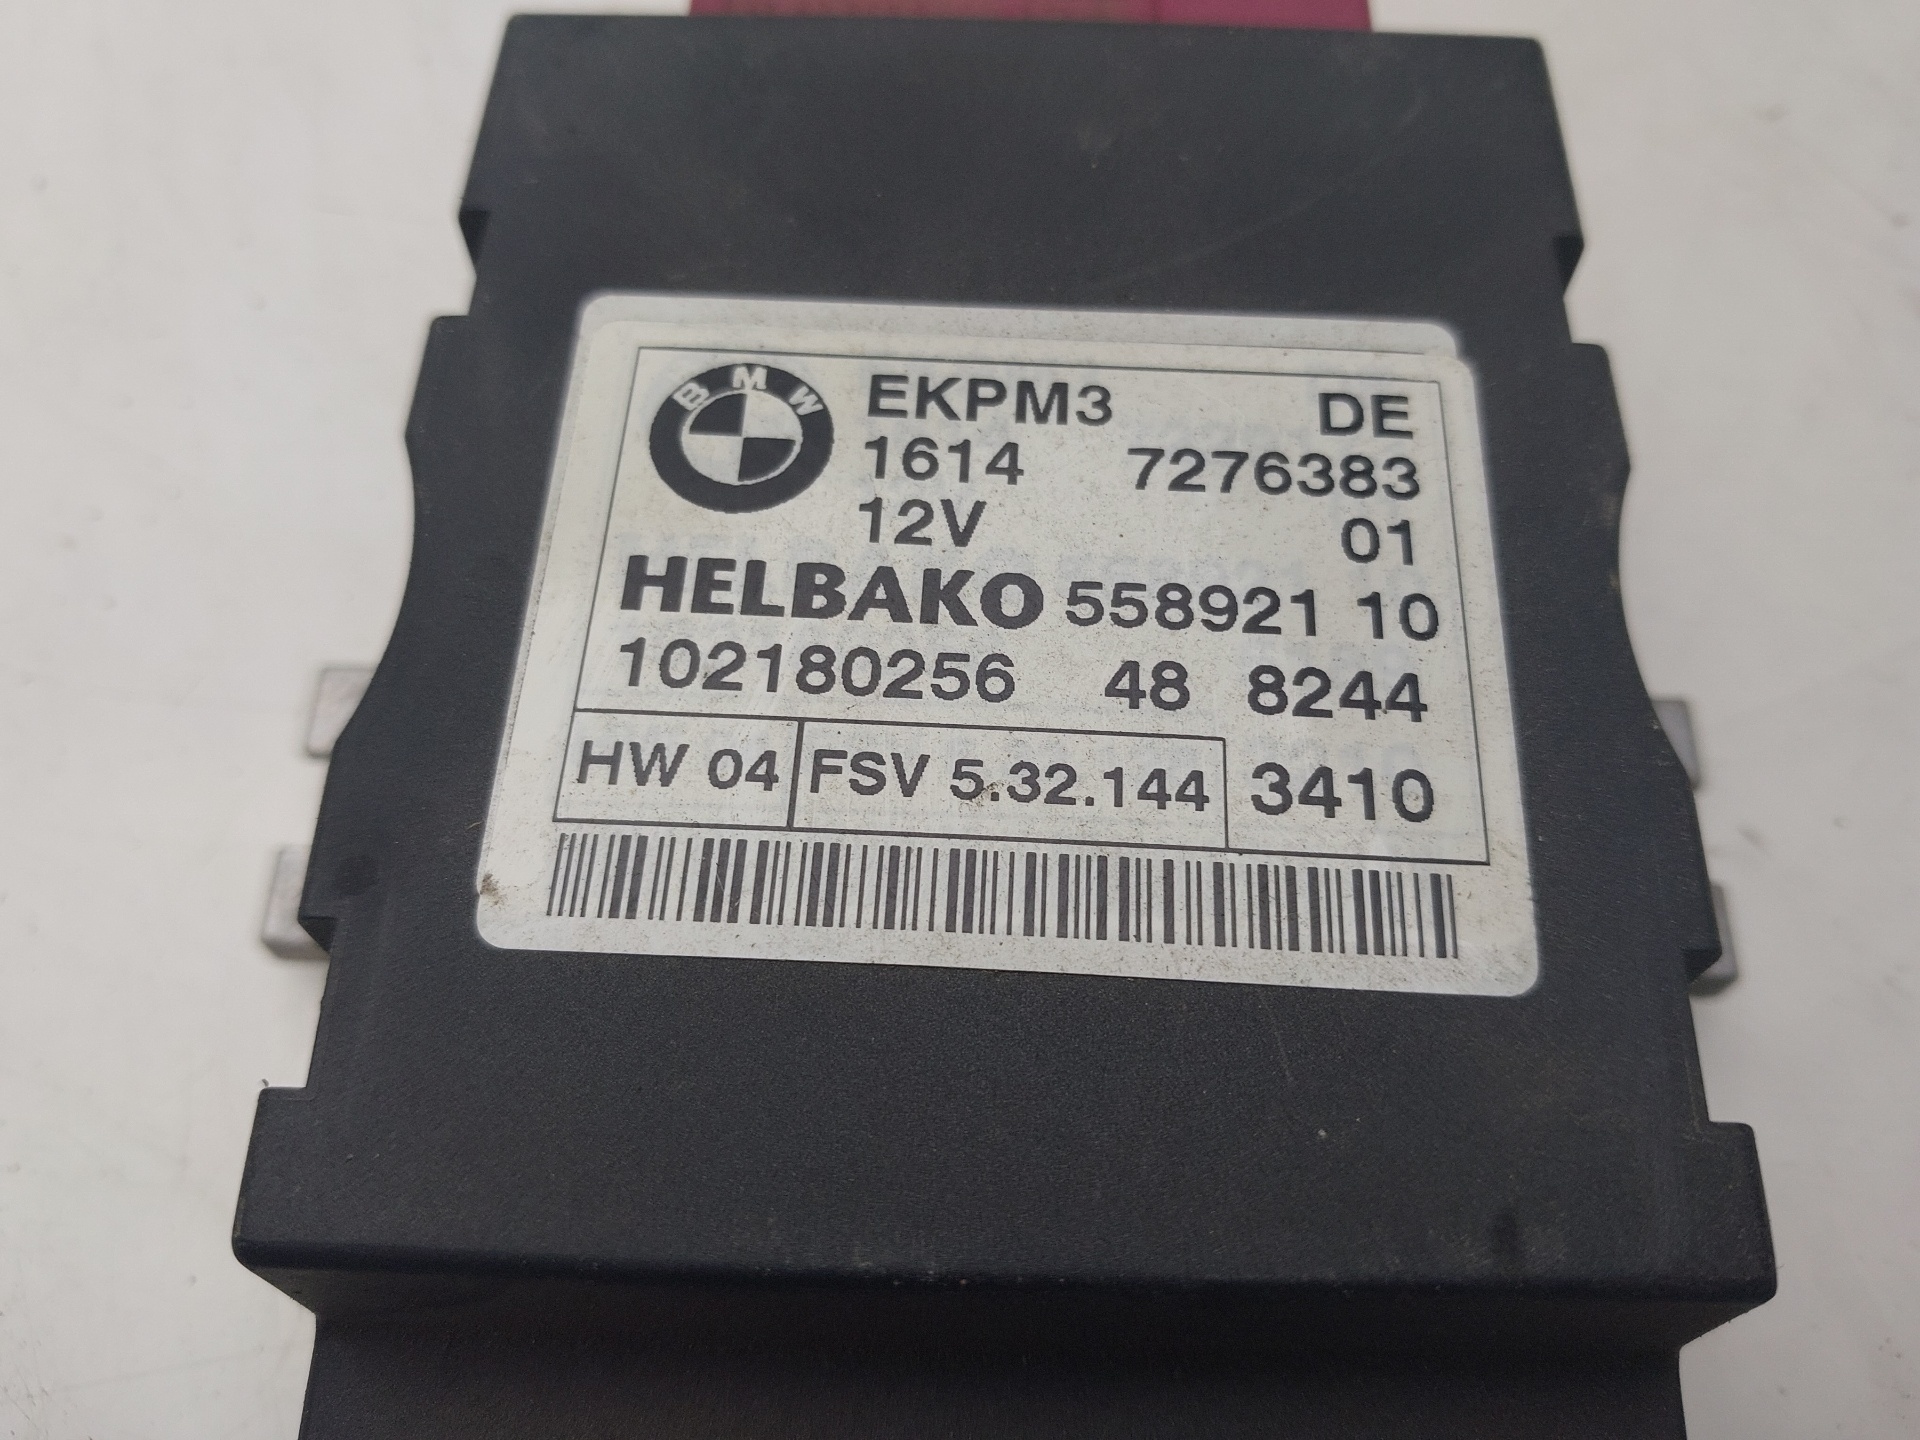 BMW
EKPM3 DE
1614 7276383
12V 01
HELBAKO 558921 10
102180256 48 8244
HW 04 FSV 5.32.144 3410